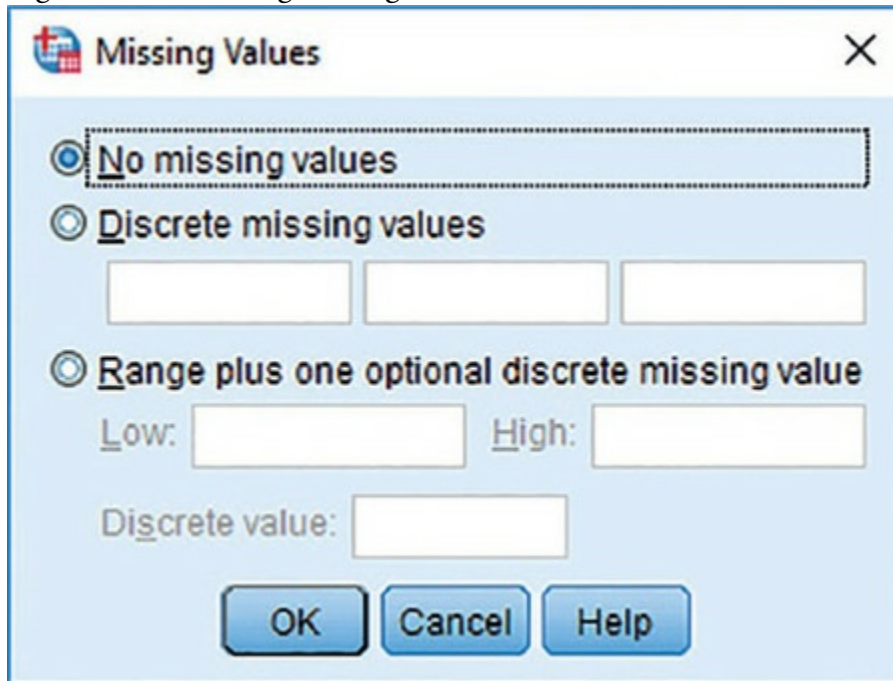 Missing Values
No missing values
Discrete missing values
Range plus one optional discrete missing value
Low: High:
Discrete value:
OK Cancel Help